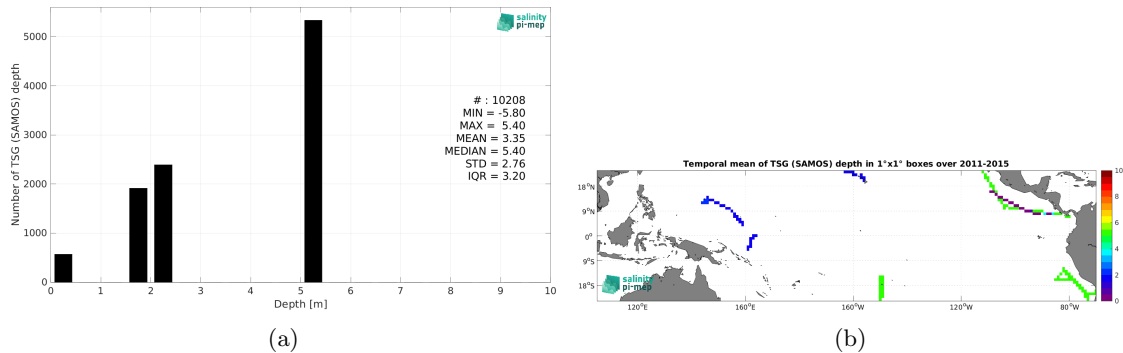 salinity
pi-mep
Number of TSG (SAMOS) depth
5000
4000
3000
2000
1000
0
# : 10208
MIN = -5.80
MAX = 5.40
MEAN = 3.35
MEDIAN = 5.40
STD = 2.76
IQR = 3.20
0 1 2 3 4 5 6 7 8 9 10
Depth [m]
(a)
Temporal mean of TSG (SAMOS) depth in 1°x1° boxes over 2011-2015
18°N
9°N
0°
9°S
18°S
120°E 160°E 160°W 120°W 80°W
10
8
6
4
2
0
salinity
pi-mep
(b)